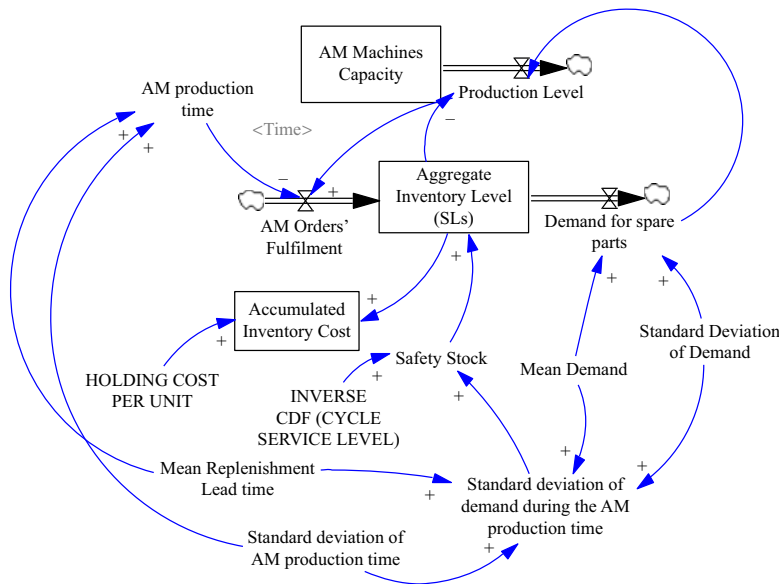 AM Machines
Capacity
Production Level
AM production
time
<Time>
Aggregate
Inventory Level
(SLs)
AM Orders'
Fulfilment
Demand for spare
parts
Accumulated
Inventory Cost
Standard Deviation
of Demand
HOLDING COST
PER UNIT
Safety Stock
Mean Demand
INVERSE
CDF (CYCLE
SERVICE LEVEL)
Mean Replenishment
Lead time
Standard deviation of
demand during the AM
production time
Standard deviation of
AM production time